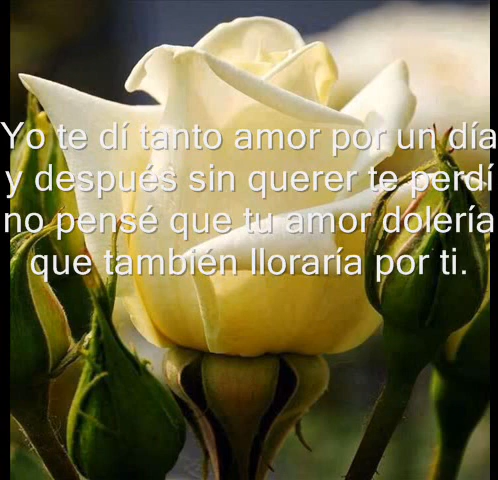 Yo te dí tanto amor por un día
y después sin querer te perdí
no pensé que tu amor dolería
que también lloraría por ti.